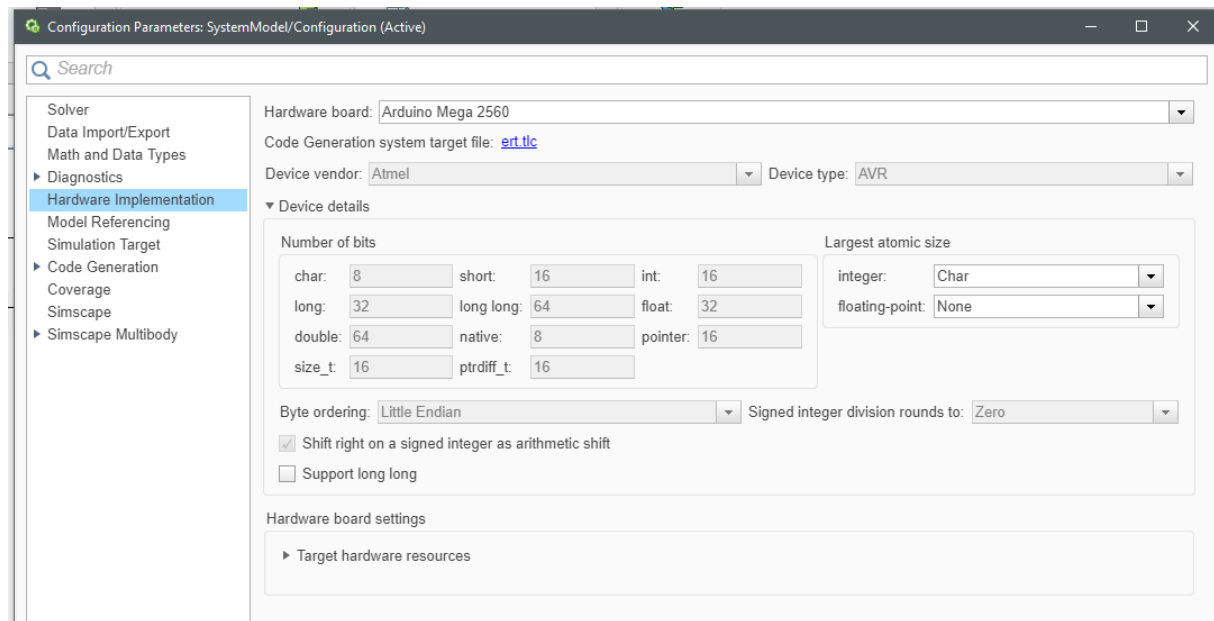 Configuration Parameters: SystemModel/Configuration (Active)
Search
Solver
Data Import/Export
Math and Data Types
Diagnostics
Hardware Implementation
Model Referencing
Simulation Target
Code Generation
Coverage
Simscape
Simscape Multibody
Hardware board: Arduino Mega 2560
Code Generation system target file: ert.tlc
Device vendor: Atmel Device type: AVR
Device details
Number of bits
char: 8 short: 16 int: 16
long: 32 long long: 64 float: 32
double: 64 native: 8 pointer: 16
size_t: 16 ptrdiff_t: 16
Largest atomic size
integer: Char
floating-point: None
Byte ordering: Little Endian Signed integer division rounds to: Zero
Shift right on a signed integer as arithmetic shift
Support long long
Hardware board settings
Target hardware resources